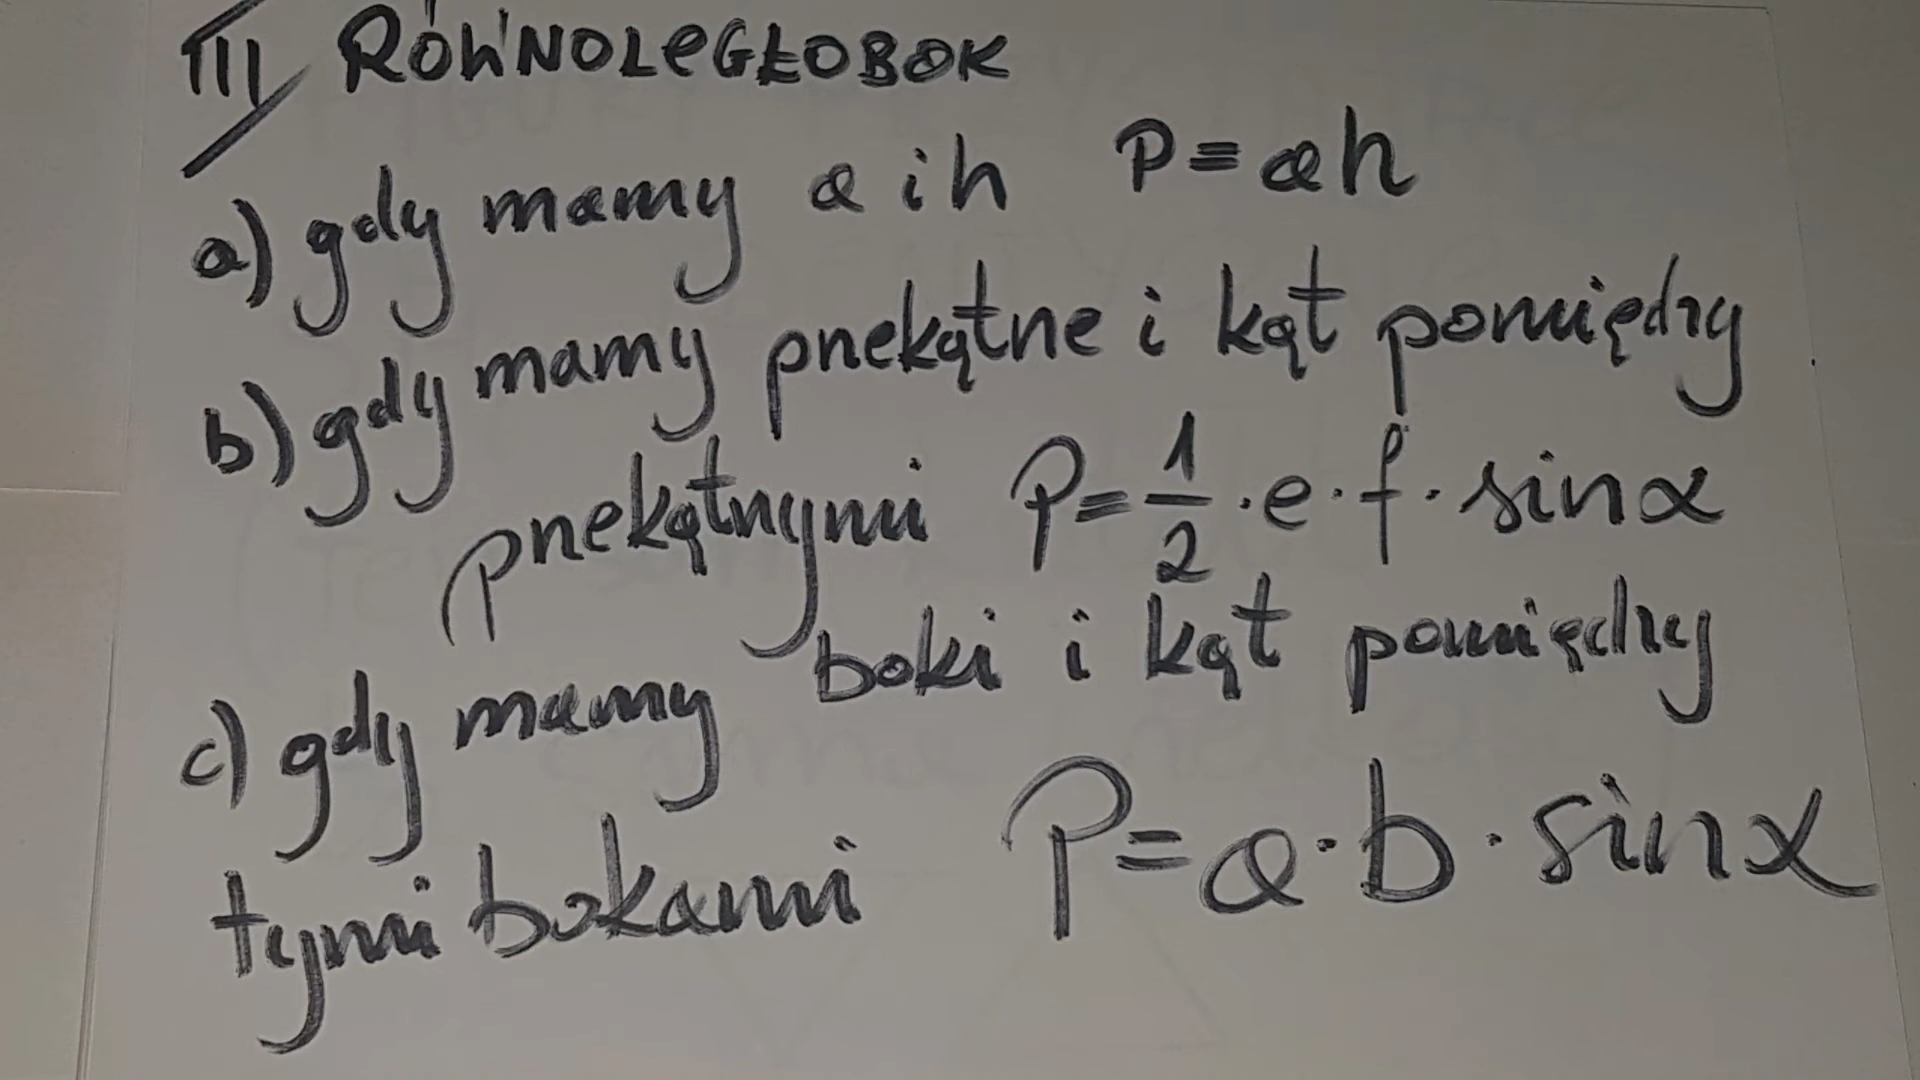 III RÓWNOLEGŁOBOK
a) gdy mamy a i h P=ah
b) gdy mamy przekątne i kąt pomiędzy
przekątnymi P=1/2·e·f·sinα
c) gdy mamy boki i kąt pomiędzy
tymi bokami P=a·b·sinα